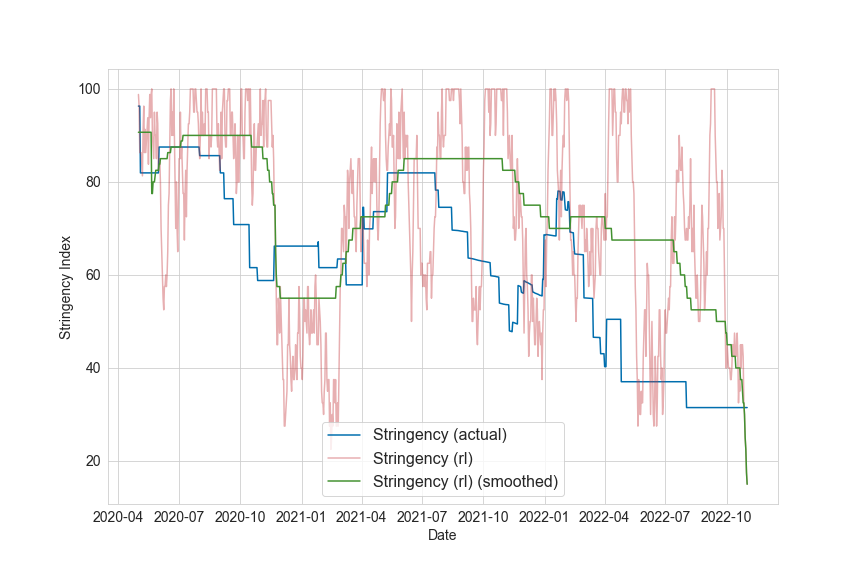 100
80
60
40
20
Stringency Index
Stringency (actual)
Stringency (rl)
Stringency (rl) (smoothed)
2020-04 2020-07 2020-10 2021-01 2021-04 2021-07 2021-10 2022-01 2022-04 2022-07 2022-10
Date